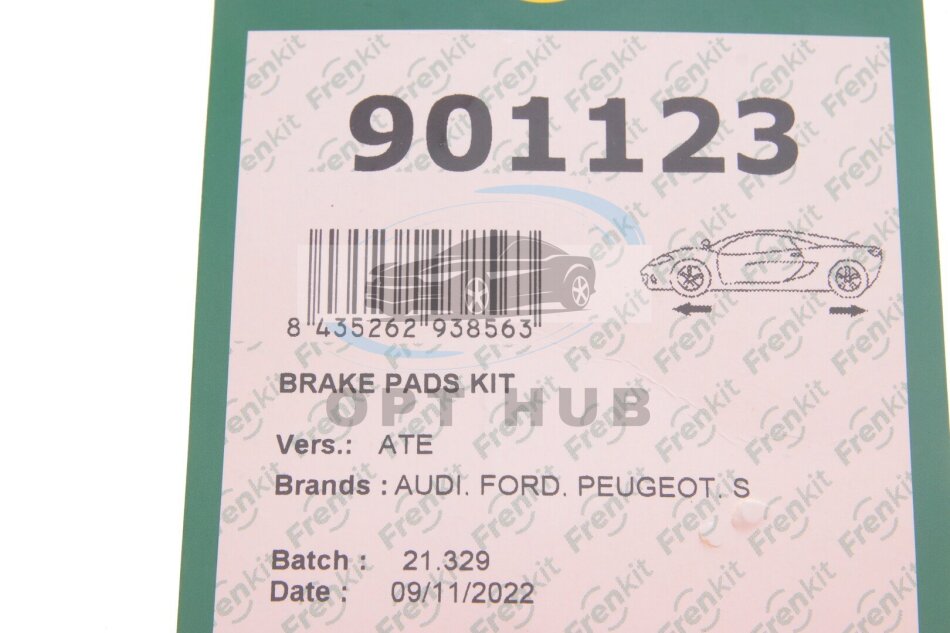 901123
8 435262 938563
BRAKE PADS KIT
OPT HUB
Vers.: ATE
Brands : AUDI. FORD. PEUGEOT. S
Batch : 21.329
Date : 09/11/2022
Frenkit